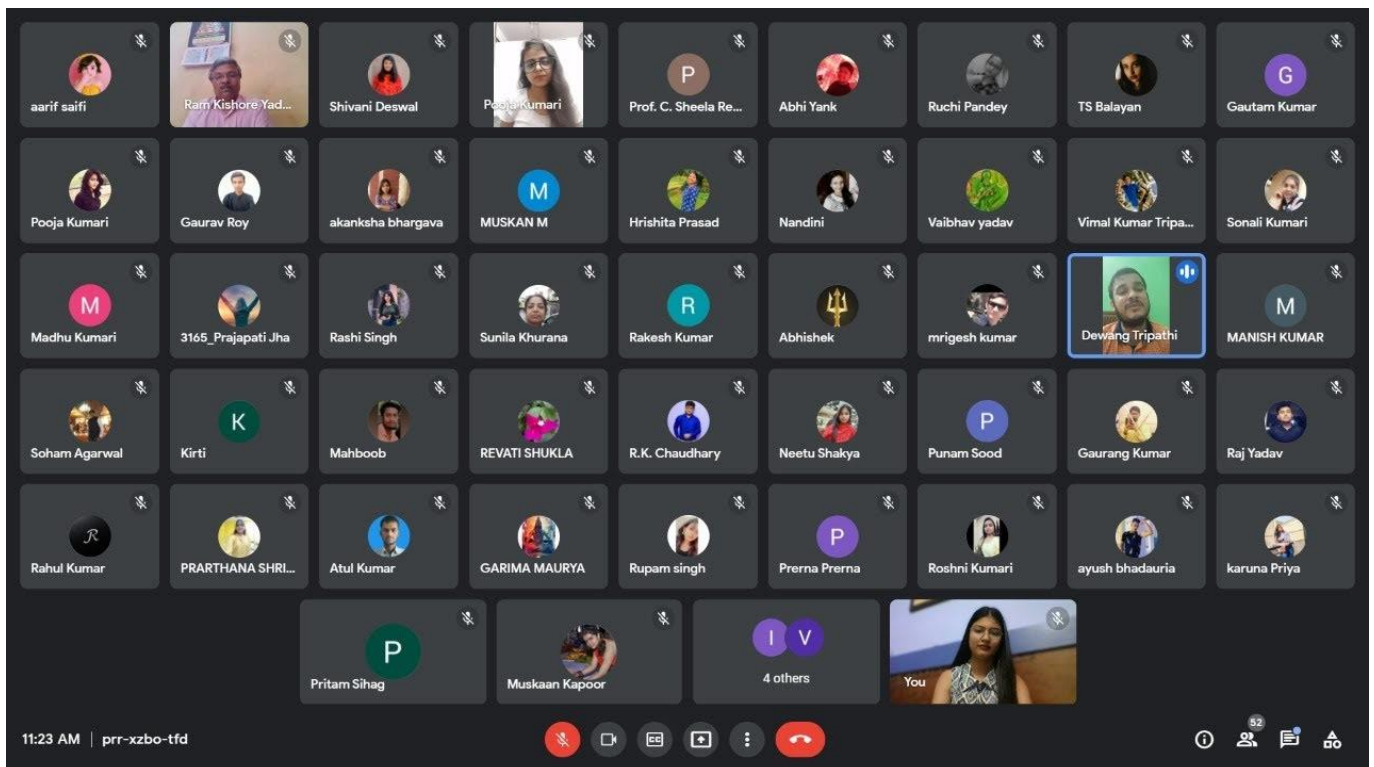 aarif saifi
Ram Kishore Yad...
Shivani Deswal
Pooja Kumari
P
Prof. C. Sheela Re...
Abhi Yank
Ruchi Pandey
TS Balayan
G
Gautam Kumar
Pooja Kumari
Gaurav Roy
akanksha bhargava
M
MUSKAN M
Hrishita Prasad
Nandini
Vaibhav yadav
Vimal Kumar Tripa...
Sonali Kumari
M
Madhu Kumari
3165_Prajapati Jha
Rashi Singh
Sunila Khurana
R
Rakesh Kumar
Abhishek
mrigesh kumar
Dewang Tripathi
M
MANISH KUMAR
Soham Agarwal
K
Kirti
Mahboob
REVATI SHUKLA
R.K. Chaudhary
Neetu Shakya
P
Punam Sood
Gaurang Kumar
Raj Yadav
R
Rahul Kumar
PRARTHANA SHRI...
Atul Kumar
GARIMA MAURYA
Rupam singh
P
Prerna Prerna
Roshni Kumari
ayush bhadauria
karuna Priya
P
Pritam Sihag
Muskaan Kapoor
I V
4 others
You
11:23 AM | prr-xzbo-tfd
CC
52